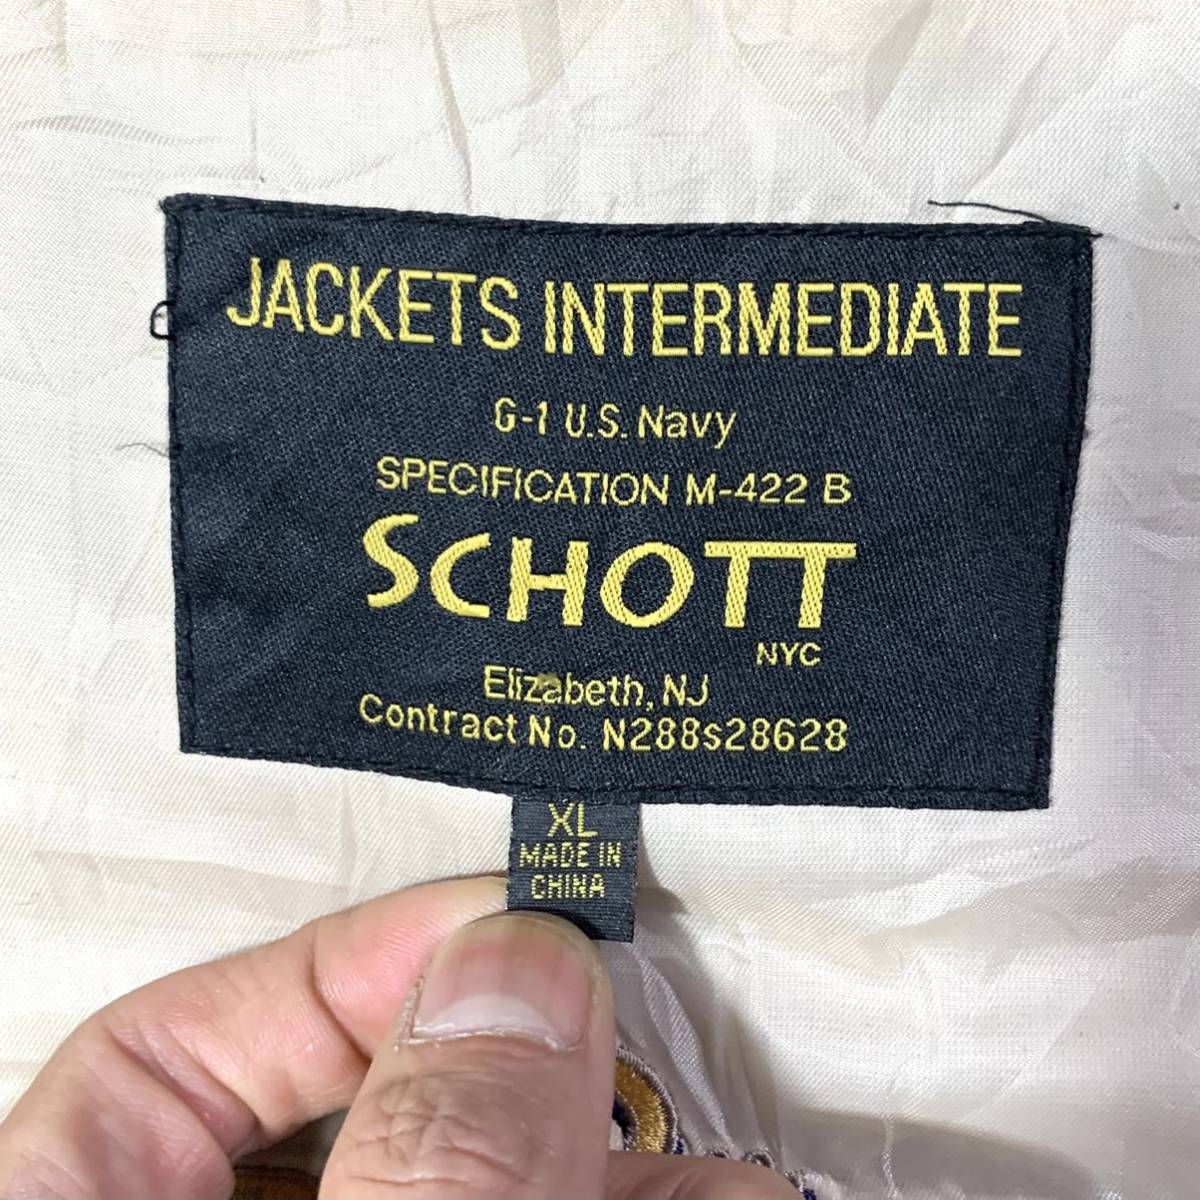 JACKETS INTERMEDIATE
G-1 U.S. Navy
SPECIFICATION M-422 B
SCHOTT
NYC
Elizabeth, NJ
Contract No. N288s28628
XL
MADE IN
CHINA